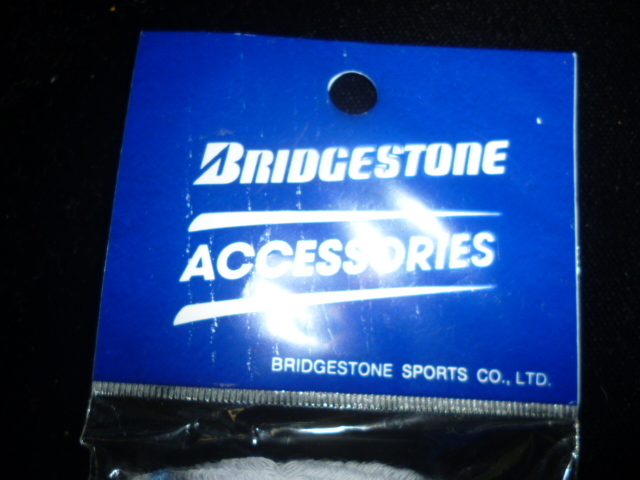 BRIDGESTONE
ACCESSORIES
BRIDGESTONE SPORTS CO., LTD.